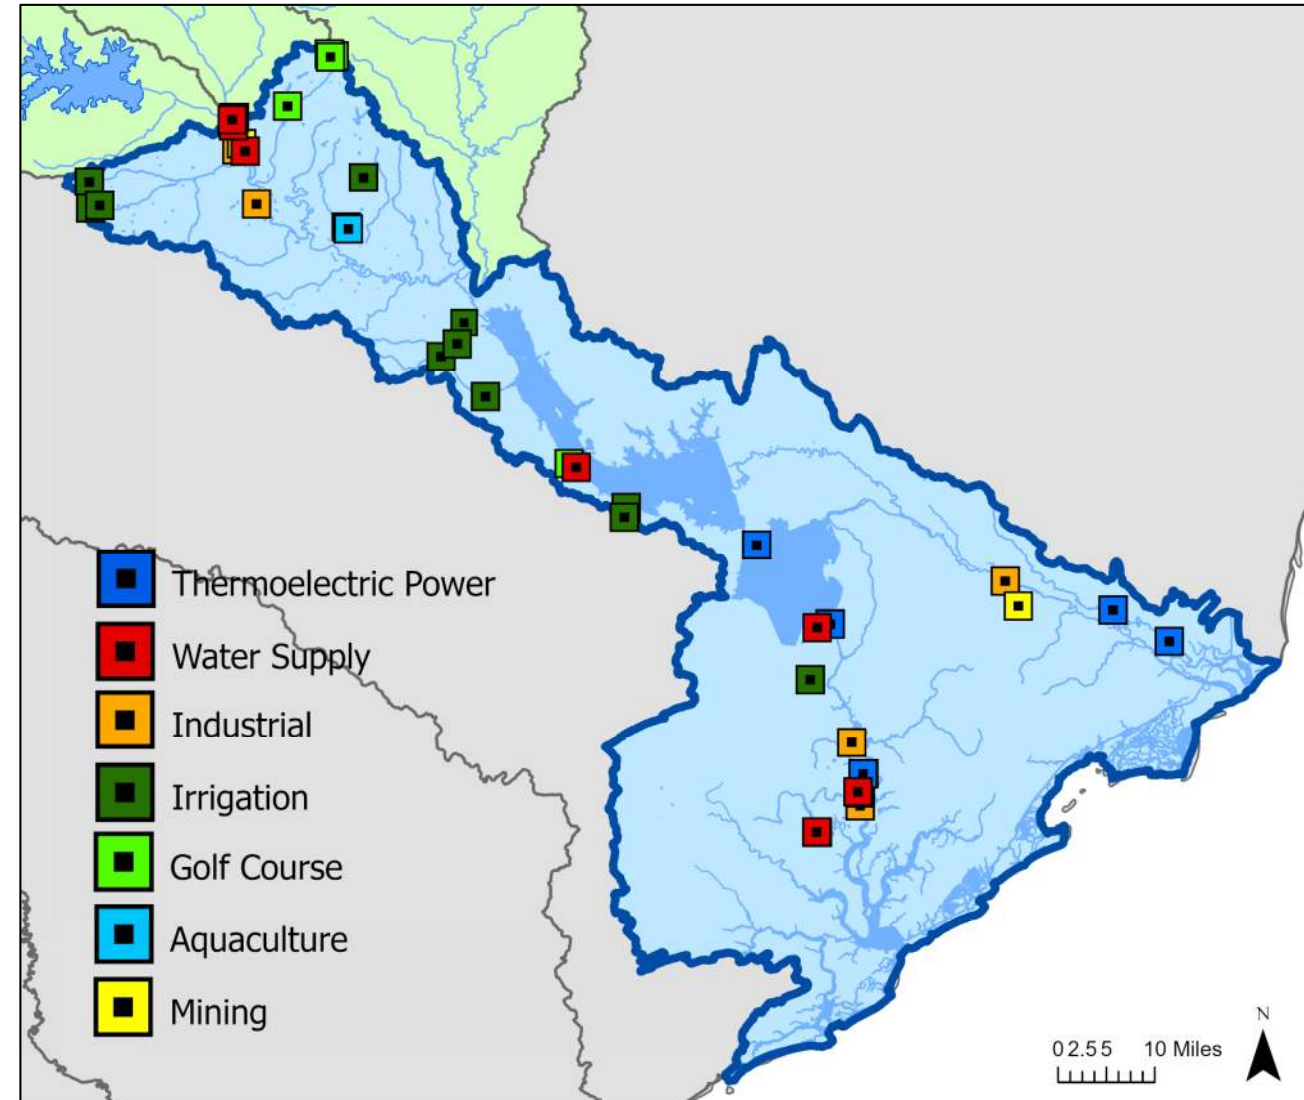 Thermoelectric Power
Water Supply
Industrial
Irrigation
Golf Course
Aquaculture
Mining
N
0 2.5 5 10 Miles